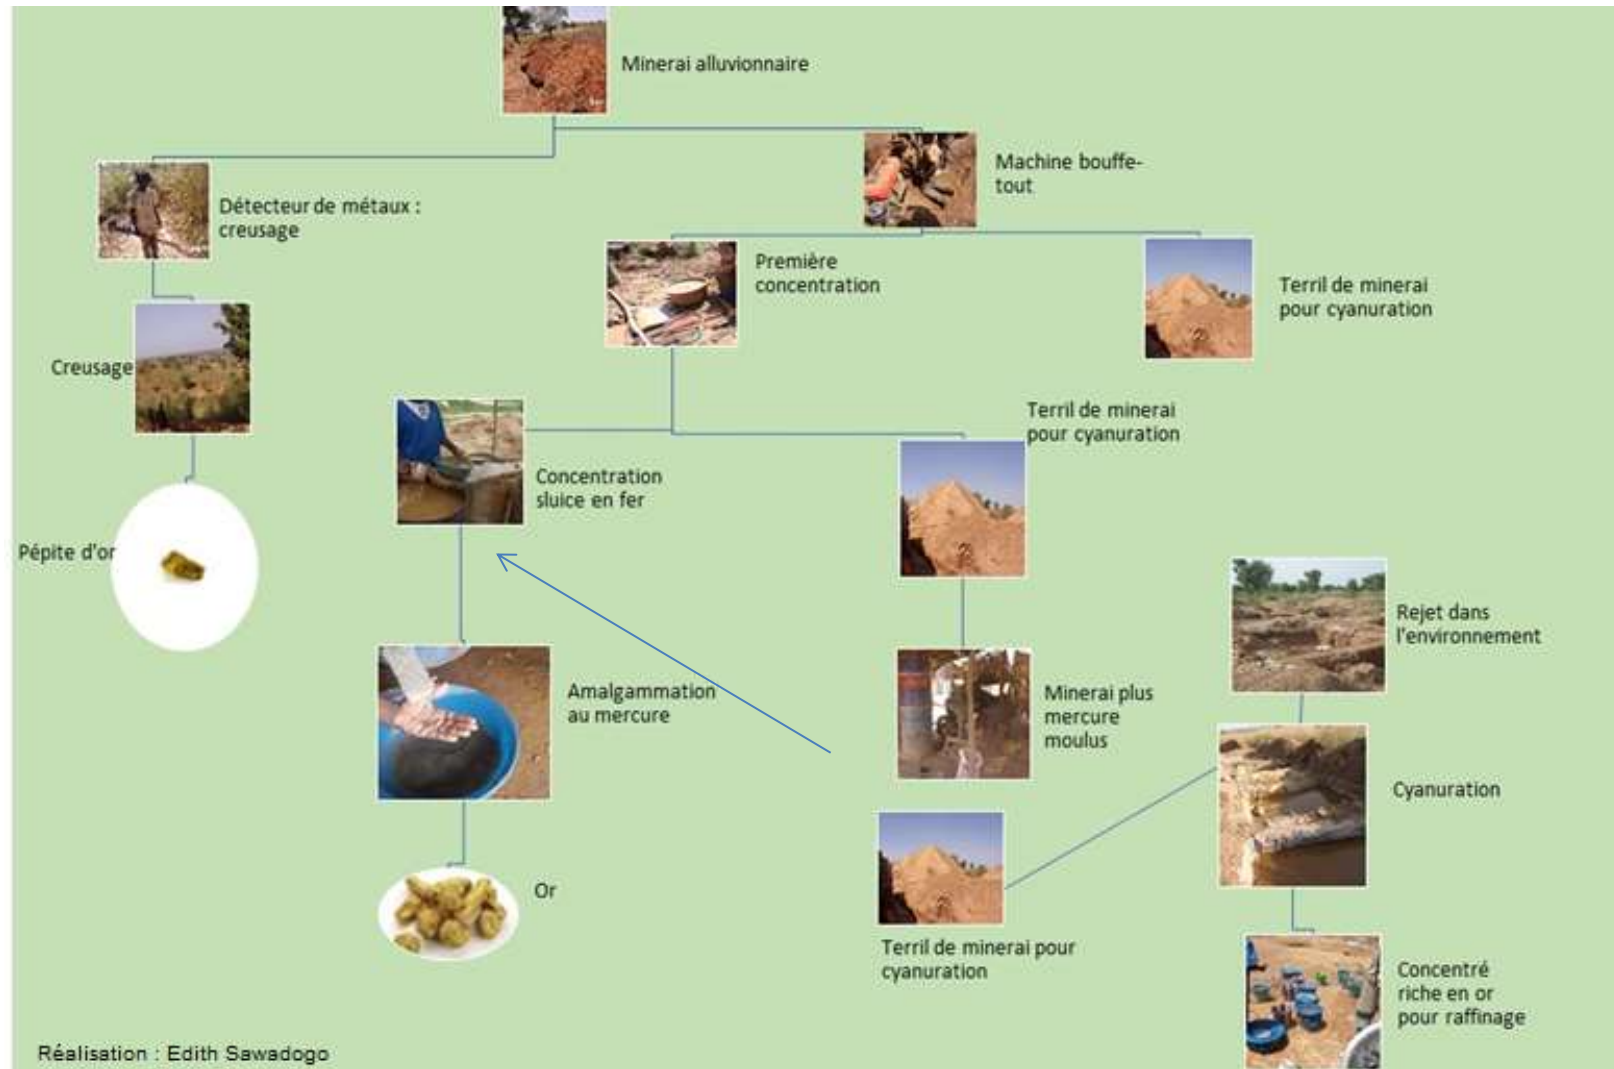 Minerai alluvionnaire
Machine bouffe-
tout
Détecteur de métaux :
creusage
Première
concentration
Terril de minerai
pour cyanuration
Creusage
Terril de minerai
pour cyanuration
Concentration
sluice en fer
Pépite d'or
Rejet dans
l'environnement
Amalgammation
au mercure
Minerai plus
mercure
moulus
Cyanuration
Or
Terril de minerai pour
cyanuration
Concentré
riche en or
pour raffinage
Réalisation : Edith Sawadogo